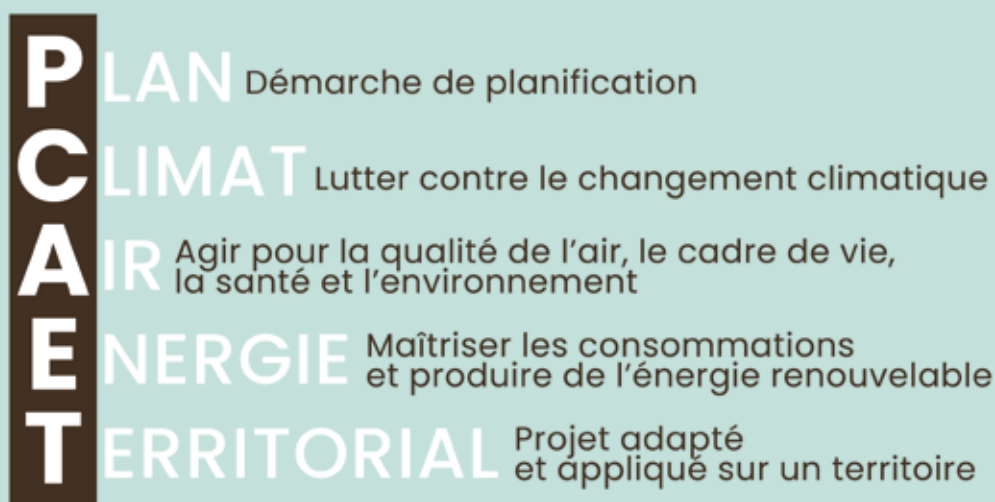 PLAN Démarche de planification
CLIMAT Lutter contre le changement climatique
AIR Agir pour la qualité de l'air, le cadre de vie,
la santé et l'environnement
ENERGIE Maîtriser les consommations
et produire de l'énergie renouvelable
TERRITORIAL Projet adapté
et appliqué sur un territoire